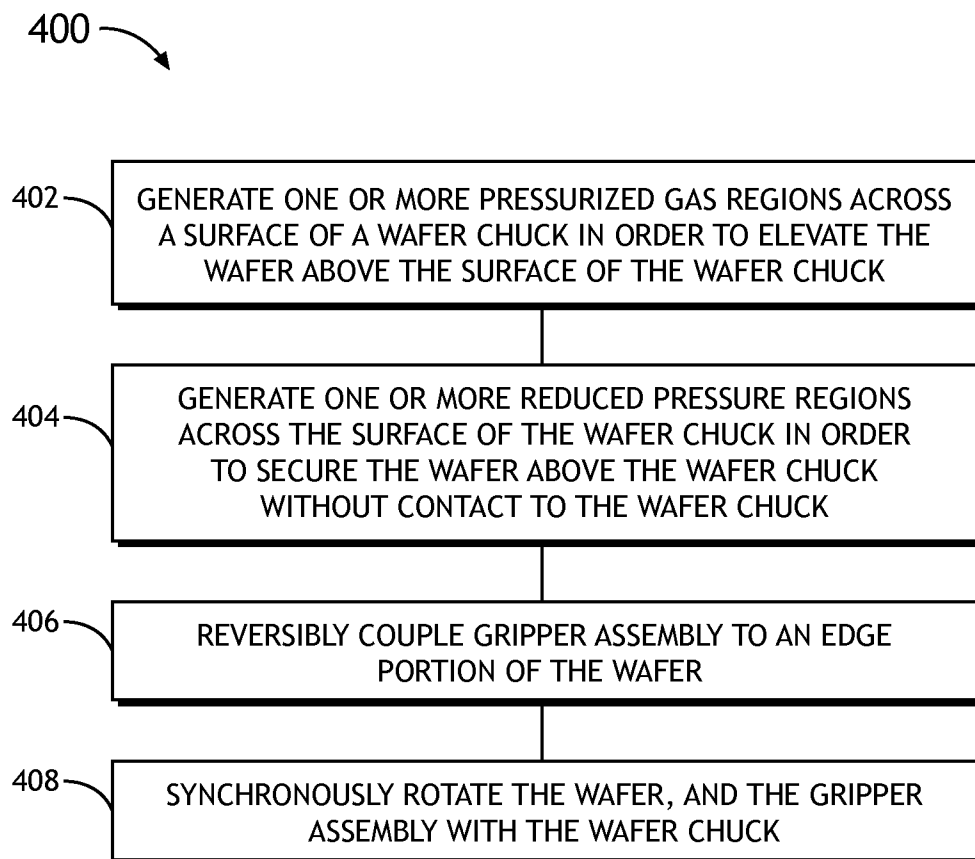 400
402
GENERATE ONE OR MORE PRESSURIZED GAS REGIONS ACROSS
A SURFACE OF A WAFER CHUCK IN ORDER TO ELEVATE THE
WAFER ABOVE THE SURFACE OF THE WAFER CHUCK
404
GENERATE ONE OR MORE REDUCED PRESSURE REGIONS
ACROSS THE SURFACE OF THE WAFER CHUCK IN ORDER
TO SECURE THE WAFER ABOVE THE WAFER CHUCK
WITHOUT CONTACT TO THE WAFER CHUCK
406
REVERSIBLY COUPLE GRIPPER ASSEMBLY TO AN EDGE
PORTION OF THE WAFER
408
SYNCHRONOUSLY ROTATE THE WAFER, AND THE GRIPPER
ASSEMBLY WITH THE WAFER CHUCK